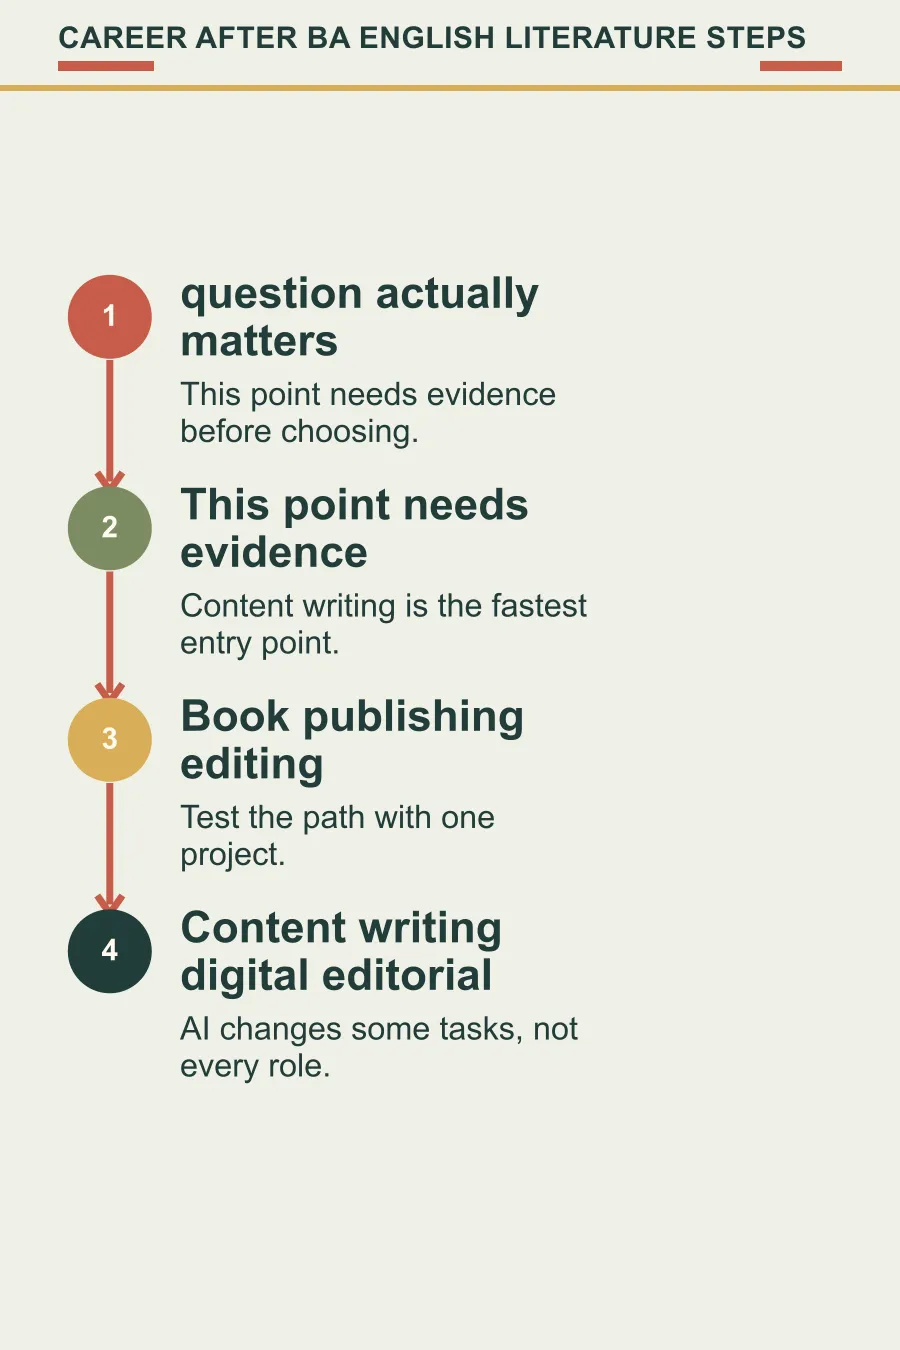 CAREER AFTER BA ENGLISH LITERATURE STEPS
1
question actually
matters
This point needs evidence
before choosing.
2
This point needs
evidence
Content writing is the fastest
entry point.
3
Book publishing
editing
Test the path with one
project.
4
Content writing
digital editorial
AI changes some tasks, not
every role.